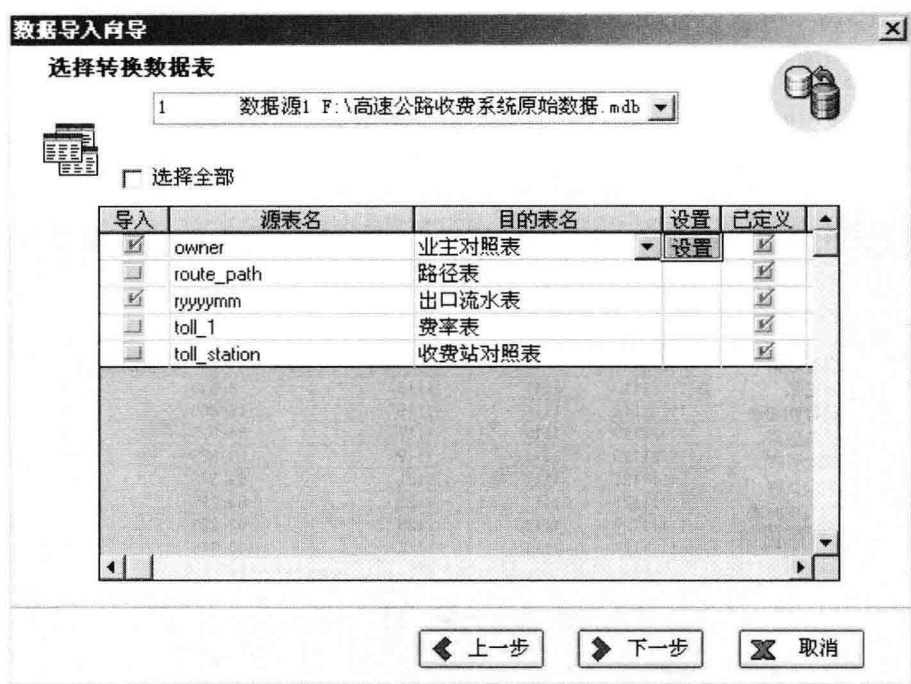 数据导入向导
选择转换数据表
1 数据源1 F:\高速公路收费系统原始数据.mdb
选择全部
导入 源表名 目的表名 设置 已定义
owner 业主对照表 设置
route_path 路径表
ryyyymm 出口流水表
toll_1 费率表
toll_station 收费站对照表
上一步 下一步 取消